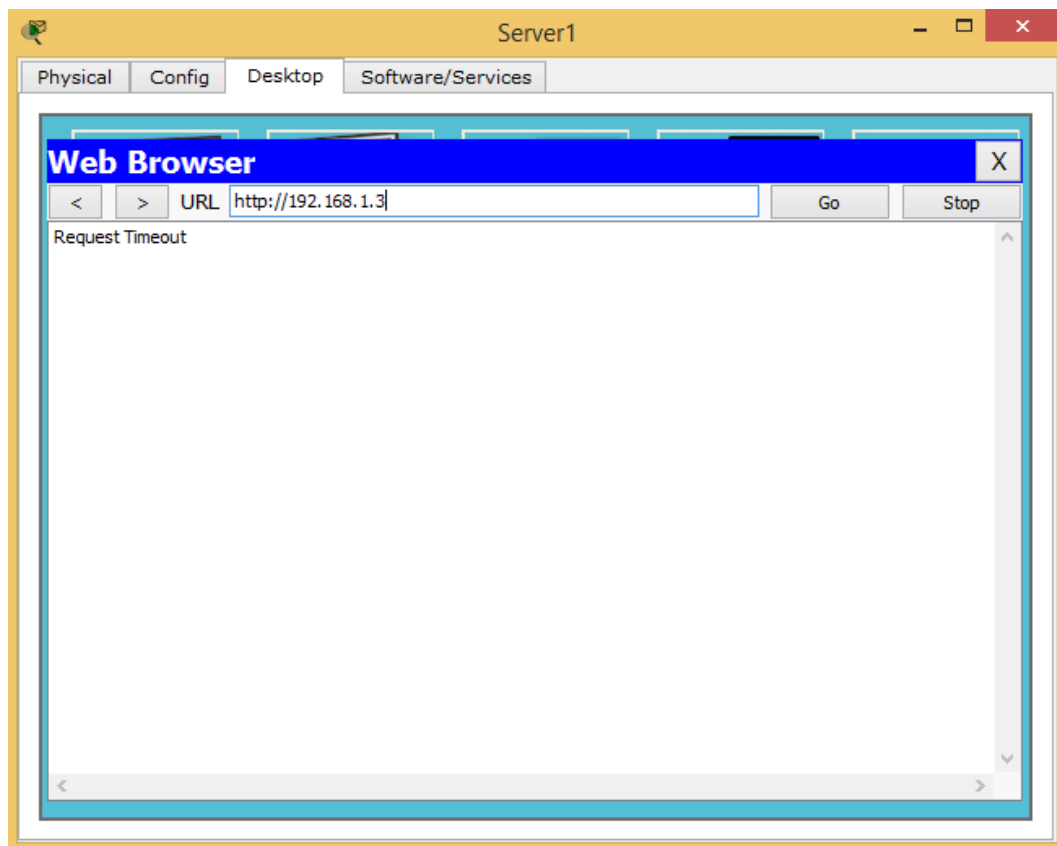 Server1
Physical Config Desktop Software/Services
Web Browser X
< > URL http://192.168.1.3 Go Stop
Request Timeout